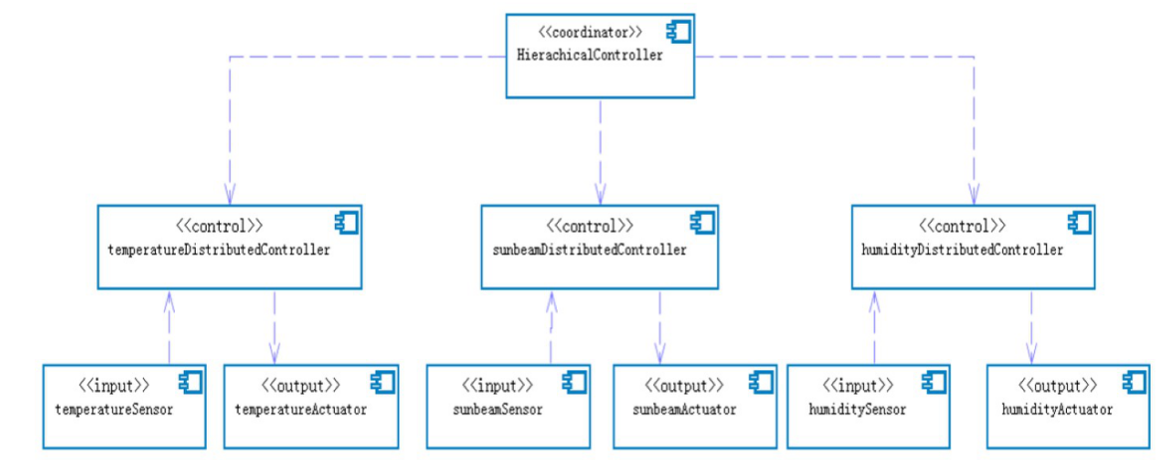 <<coordinator>>
HierachicalController
<<control>>
temperatureDistributedController
<<control>>
sunbeamDistributedController
<<control>>
humidityDistributedController
<<input>>
temperatureSensor
<<output>>
temperatureActuator
<<input>>
sunbeamSensor
<<output>>
sunbeamActuator
<<input>>
humiditySensor
<<output>>
humidityActuator